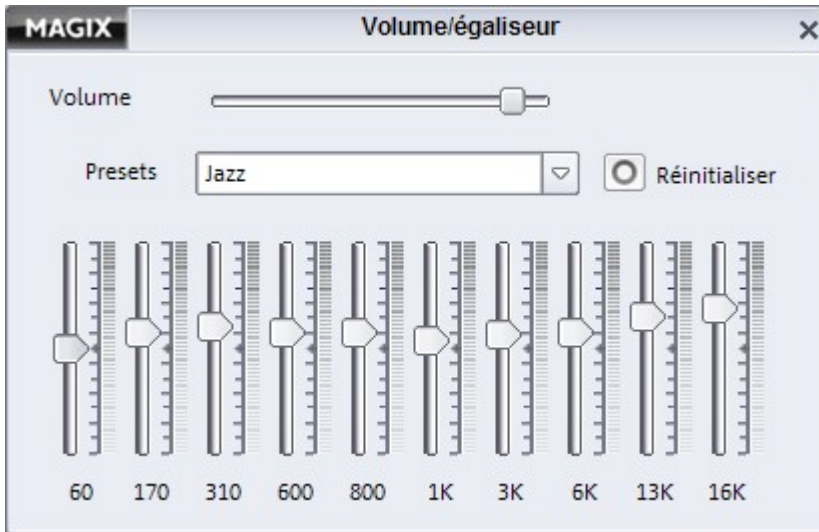 MAGIX Volume/égaliseur
Volume
Presets Jazz Réinitialiser
60 170 310 600 800 1K 3K 6K 13K 16K